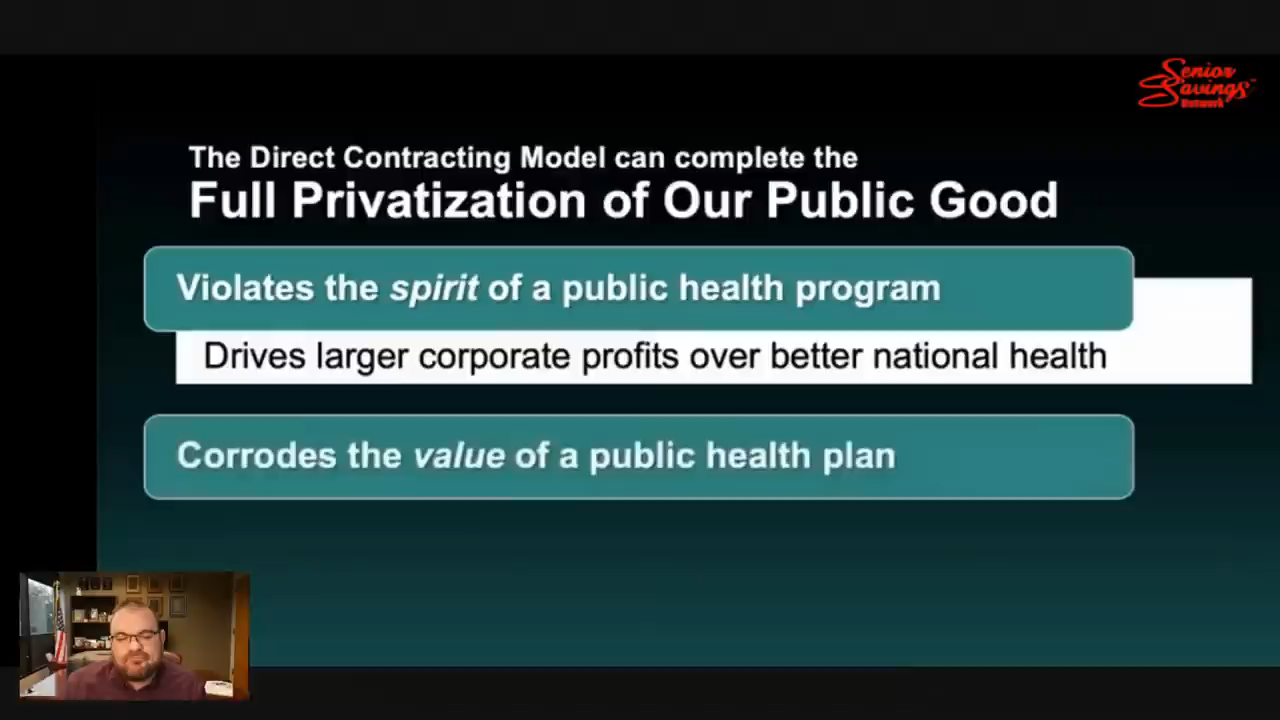 Senior
Savings
Network
The Direct Contracting Model can complete the
Full Privatization of Our Public Good
Violates the spirit of a public health program
Drives larger corporate profits over better national health
Corrodes the value of a public health plan